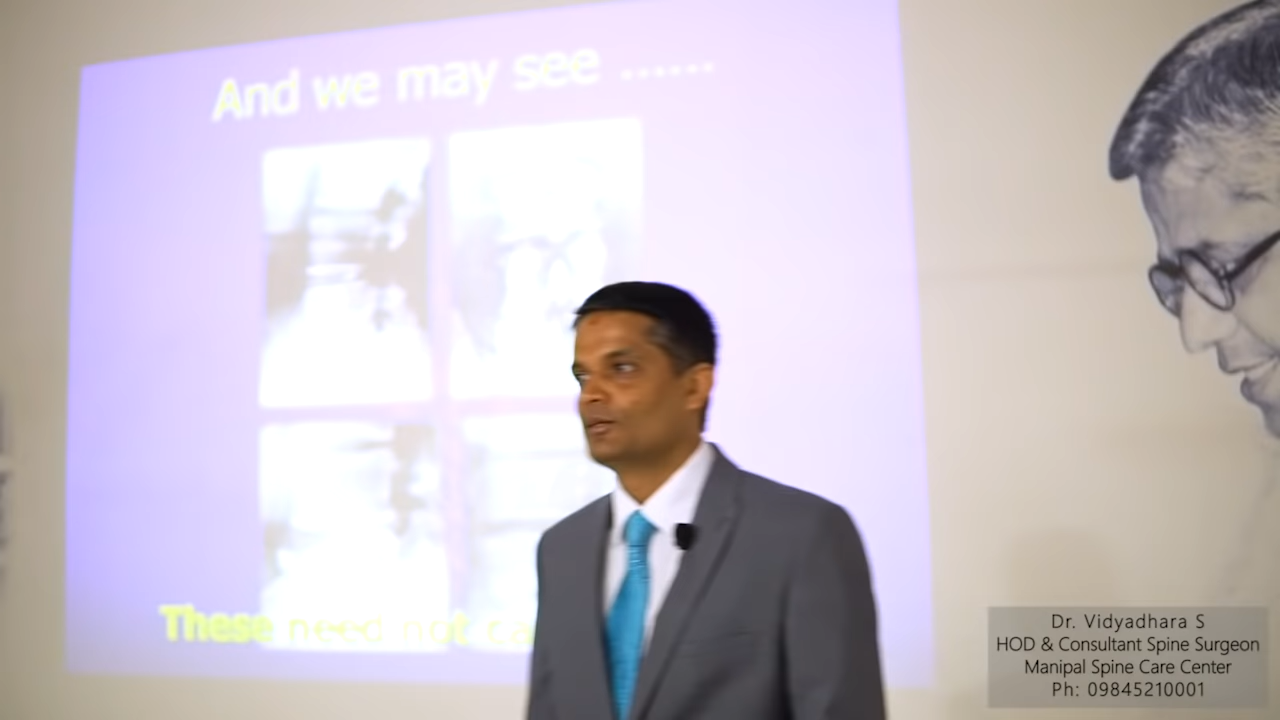 And we may see ......
These need not
Dr. Vidyadhara S
HOD & Consultant Spine Surgeon
Manipal Spine Care Center
Ph: 09845210001